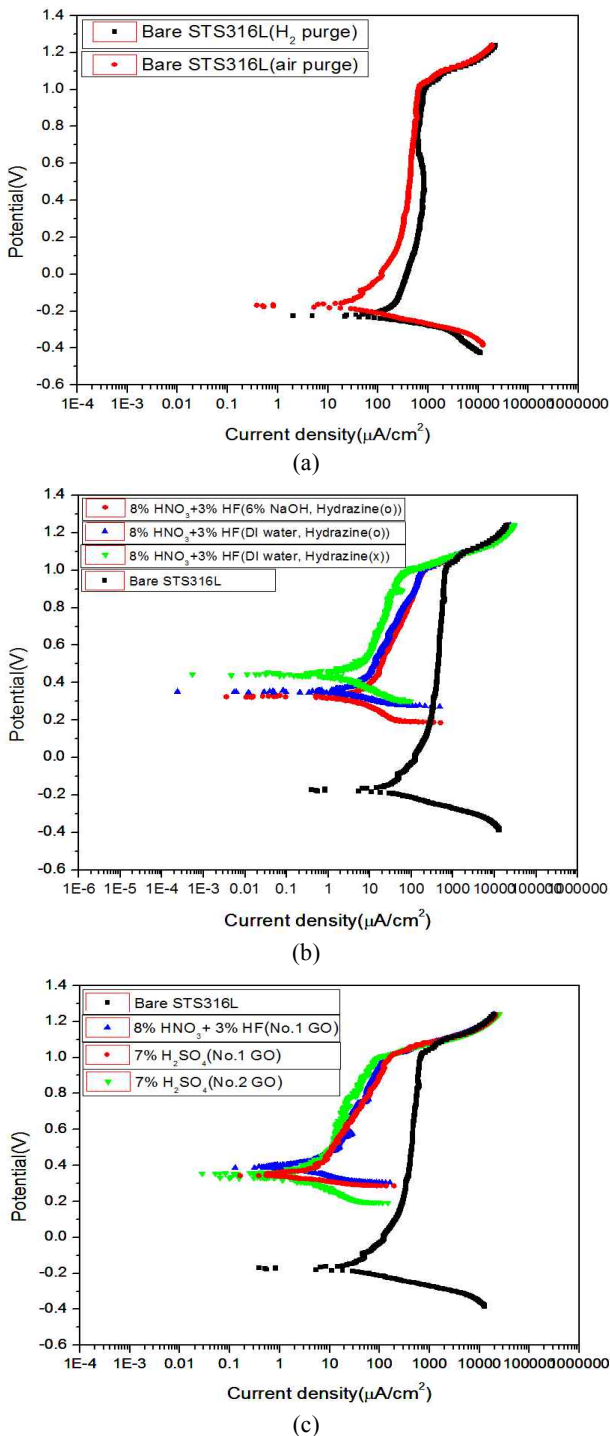 Bare STS316L(H2 purge)
Bare STS316L(air purge)
1.4
1.2
1.0
0.8
0.6
0.4
0.2
0.0
-0.2
-0.4
-0.6
Potential(V)
1E-4 1E-3 0.01 0.1 1 10 100 1000 10000 100000 1000000
Current density(μA/cm²)
(a)
8% HNO3+3% HF(6% NaOH, Hydrazine(o))
8% HNO3+3% HF(DI water, Hydrazine(o))
8% HNO3+3% HF(DI water, Hydrazine(x))
Bare STS316L
1.4
1.2
1.0
0.8
0.6
0.4
0.2
0.0
-0.2
-0.4
-0.6
Potential(V)
1E-6 1E-5 1E-4 1E-3 0.01 0.1 1 10 100 1000 10000 100000 1000000
Current density(μA/cm²)
(b)
Bare STS316L
8% HNO3+ 3% HF(No.1 GO)
7% H2SO4(No.1 GO)
7% H2SO4(No.2 GO)
1.4
1.2
1.0
0.8
0.6
0.4
0.2
0.0
-0.2
-0.4
-0.6
Potential(V)
1E-4 1E-3 0.01 0.1 1 10 100 1000 10000 100000 1000000
Current density(μA/cm²)
(c)